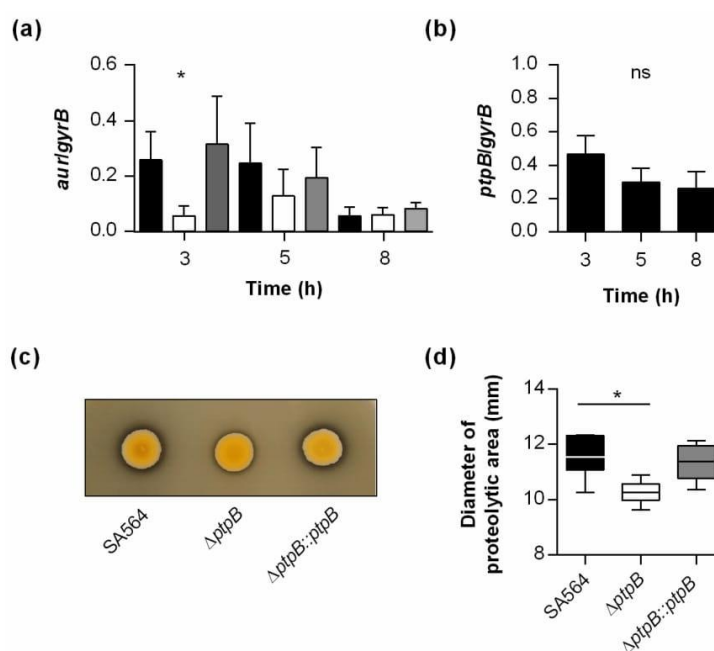 (a)
0.6
0.4
0.2
0.0
aur/gyrB
*
3
5
8
Time (h)
(b)
1.0
0.8
0.6
0.4
0.2
0.0
ptpB/gyrB
ns
3
5
8
Time (h)
(c)
SA564
ΔptpB
ΔptpB::ptpB
(d)
14
12
10
8
Diameter of
proteolytic area (mm)
*
SA564
ΔptpB
ΔptpB::ptpB